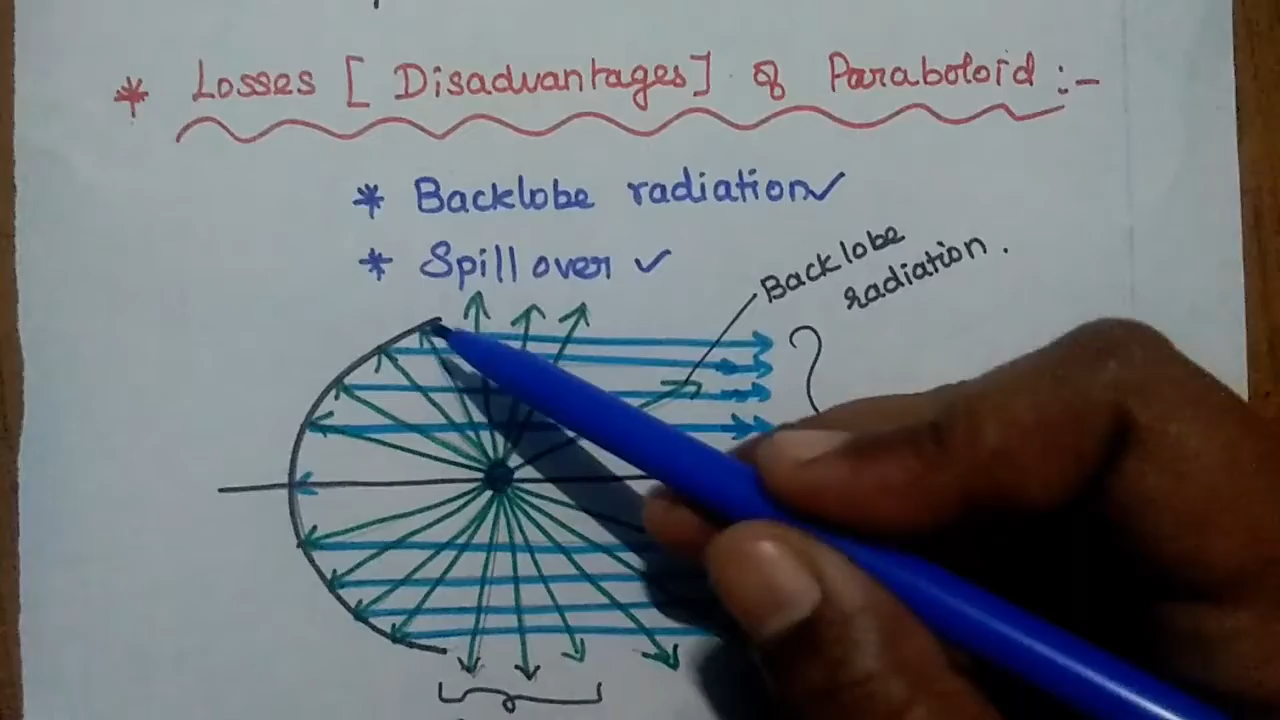 * Losses [Disadvantages] of Paraboloid :-
* Backlobe radiation ✓
* Spill over ✓
Backlobe
radiation.